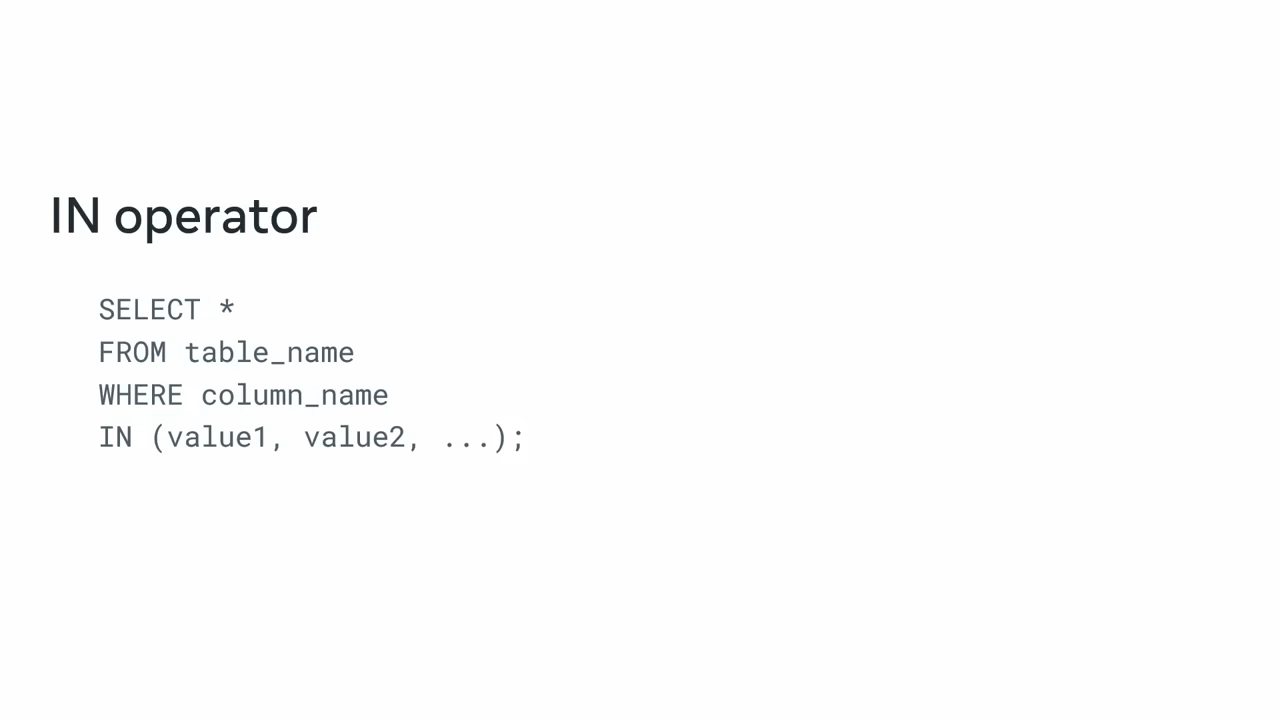 IN operator
SELECT *
FROM table_name
WHERE column_name
IN (value1, value2, ...);